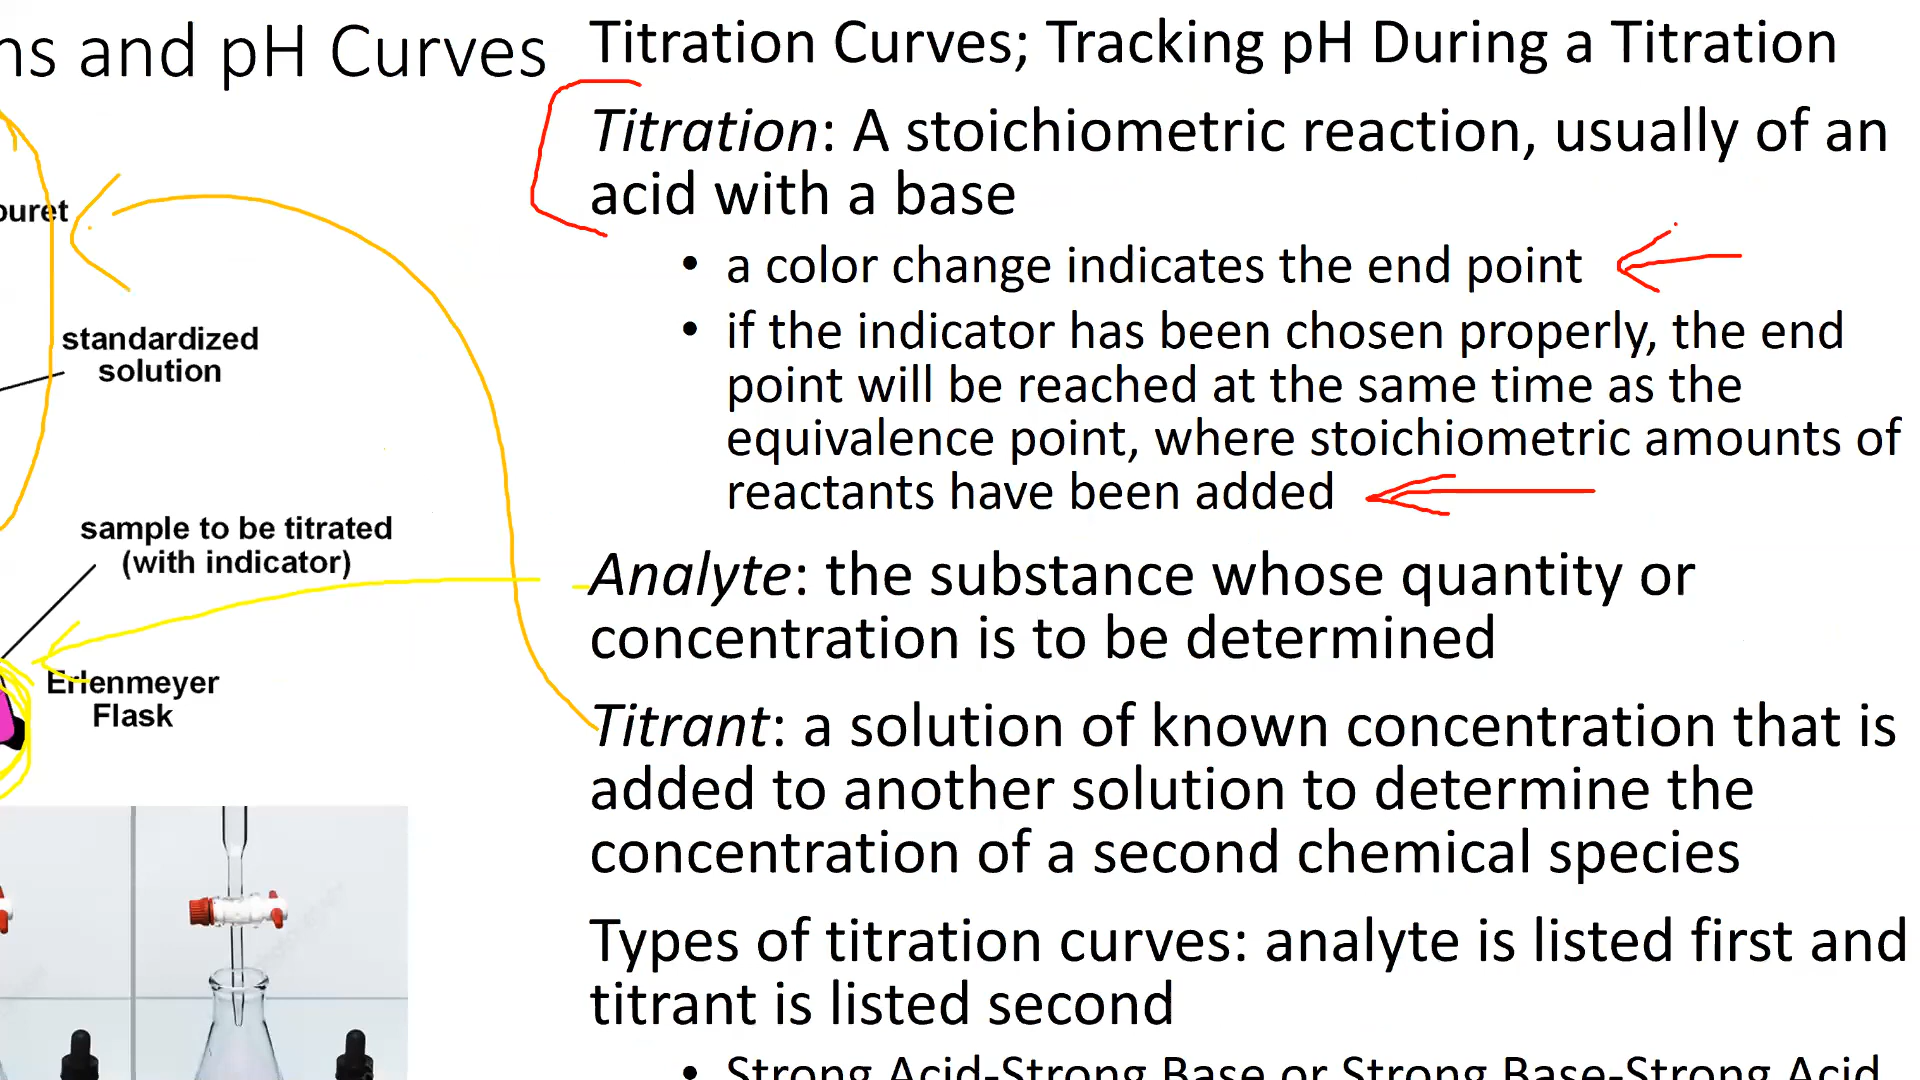 ns and pH Curves
ouret
standardized
solution
sample to be titrated
(with indicator)
Erlenmeyer
Flask
Titration Curves; Tracking pH During a Titration
Titration: A stoichiometric reaction, usually of an
acid with a base
• a color change indicates the end point
• if the indicator has been chosen properly, the end
point will be reached at the same time as the
equivalence point, where stoichiometric amounts of
reactants have been added
Analyte: the substance whose quantity or
concentration is to be determined
Titrant: a solution of known concentration that is
added to another solution to determine the
concentration of a second chemical species
Types of titration curves: analyte is listed first and
titrant is listed second
• Strong Acid-Strong Base or Strong Base-Strong Acid